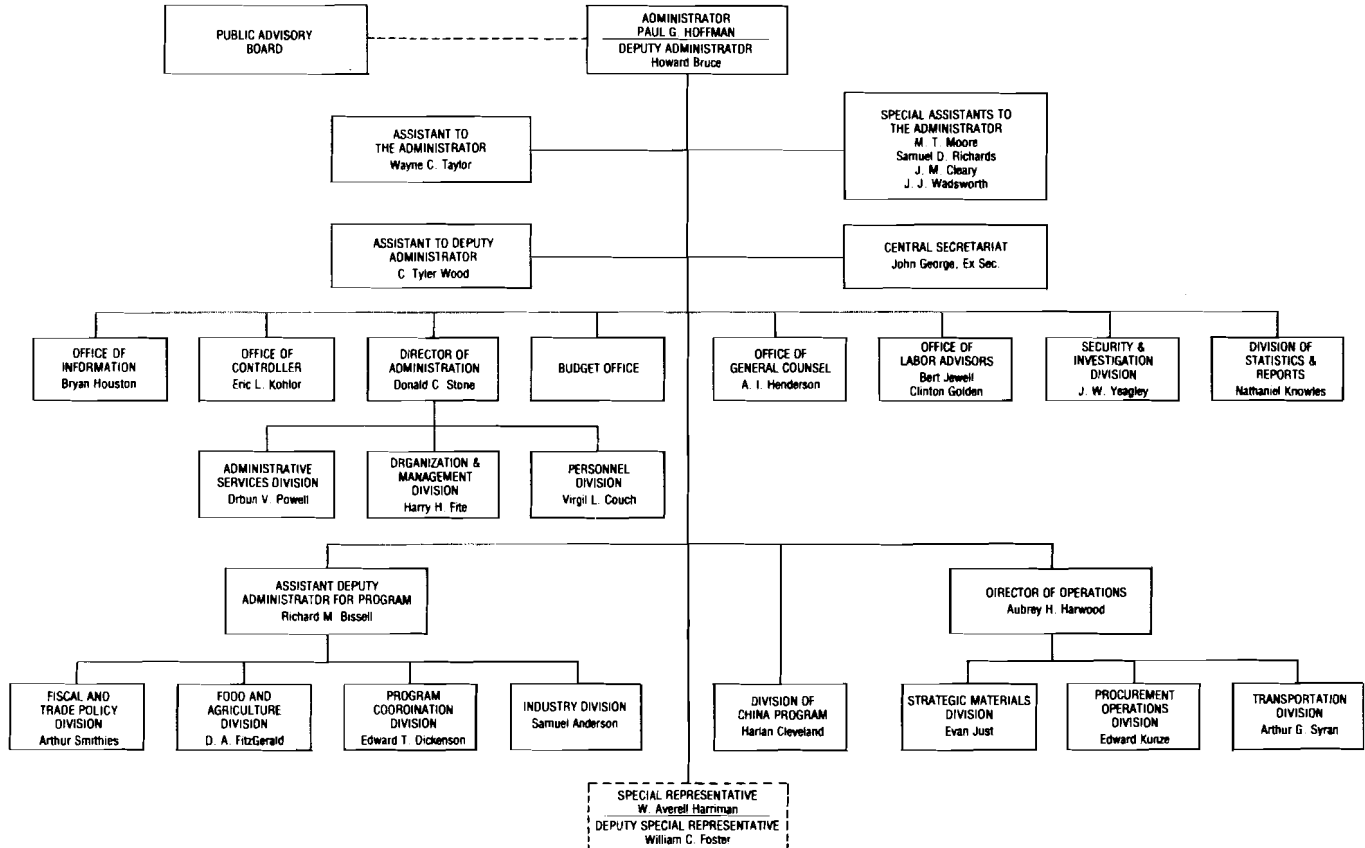 PUBLIC ADVISORY
BOARD
ADMINISTRATOR
PAUL G. HOFFMAN
DEPUTY ADMINISTRATOR
Howard Bruce
ASSISTANT TO
THE ADMINISTRATOR
Wayne C. Taylor
SPECIAL ASSISTANTS TO
THE ADMINISTRATOR
M. T. Moore
Samuel D. Richards
J. M. Cleary
J. J. Wadsworth
ASSISTANT TO DEPUTY
ADMINISTRATOR
C. Tyler Wood
CENTRAL SECRETARIAT
John George, Ex Sec.
OFFICE OF
INFORMATION
Bryan Houston
OFFICE OF
CONTROLLER
Eric L. Kohlor
DIRECTOR OF
ADMINISTRATION
Donald C. Stone
BUDGET OFFICE
OFFICE OF
GENERAL COUNSEL
A. I. Henderson
OFFICE OF
LABOR ADVISORS
Bert Jewell
Clinton Golden
SECURITY &
INVESTIGATION
DIVISION
J. W. Yeagley
DIVISION OF
STATISTICS &
REPORTS
Nathaniel Knowles
ADMINISTRATIVE
SERVICES DIVISION
Orbun V. Powell
ORGANIZATION &
MANAGEMENT
DIVISION
Harry H. Fite
PERSONNEL
DIVISION
Virgil L. Couch
ASSISTANT DEPUTY
ADMINISTRATOR FOR PROGRAM
Richard M. Bissell
DIRECTOR OF OPERATIONS
Aubrey H. Harwood
FISCAL AND
TRADE POLICY
DIVISION
Arthur Smithies
FOOD AND
AGRICULTURE
DIVISION
D. A. FitzGerald
PROGRAM
COORDINATION
DIVISION
Edward T. Dickenson
INDUSTRY DIVISION
Samuel Anderson
DIVISION OF
CHINA PROGRAM
Harlan Cleveland
STRATEGIC MATERIALS
DIVISION
Evan Just
PROCUREMENT
OPERATIONS
DIVISION
Edward Kunze
TRANSPORTATION
DIVISION
Arthur G. Syran
SPECIAL REPRESENTATIVE
W. Averell Harriman
DEPUTY SPECIAL REPRESENTATIVE
William C. Foster